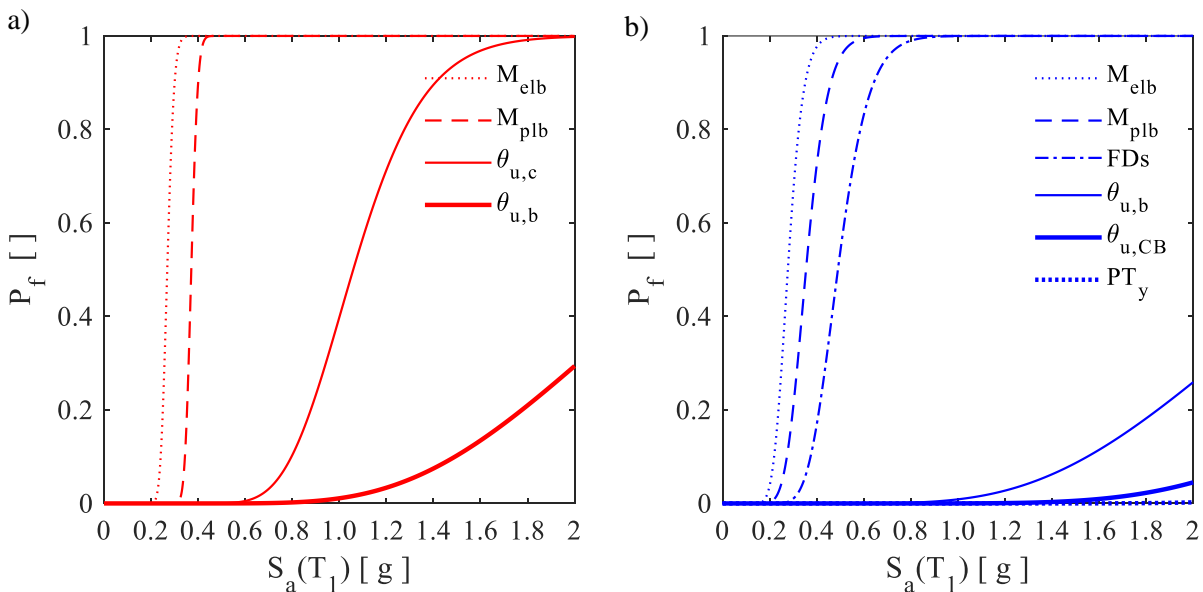 a)
1
0.8
0.6
0.4
0.2
0
P_f [ ]
M_elb
M_plb
θ_u,c
θ_u,b
0 0.2 0.4 0.6 0.8 1.0 1.2 1.4 1.6 1.8 2
S_a(T_1) [ g ]
b)
1
0.8
0.6
0.4
0.2
0
P_f [ ]
M_elb
M_plb
FDs
θ_u,b
θ_u,CB
PT_y
0 0.2 0.4 0.6 0.8 1.0 1.2 1.4 1.6 1.8 2
S_a(T_1) [ g ]